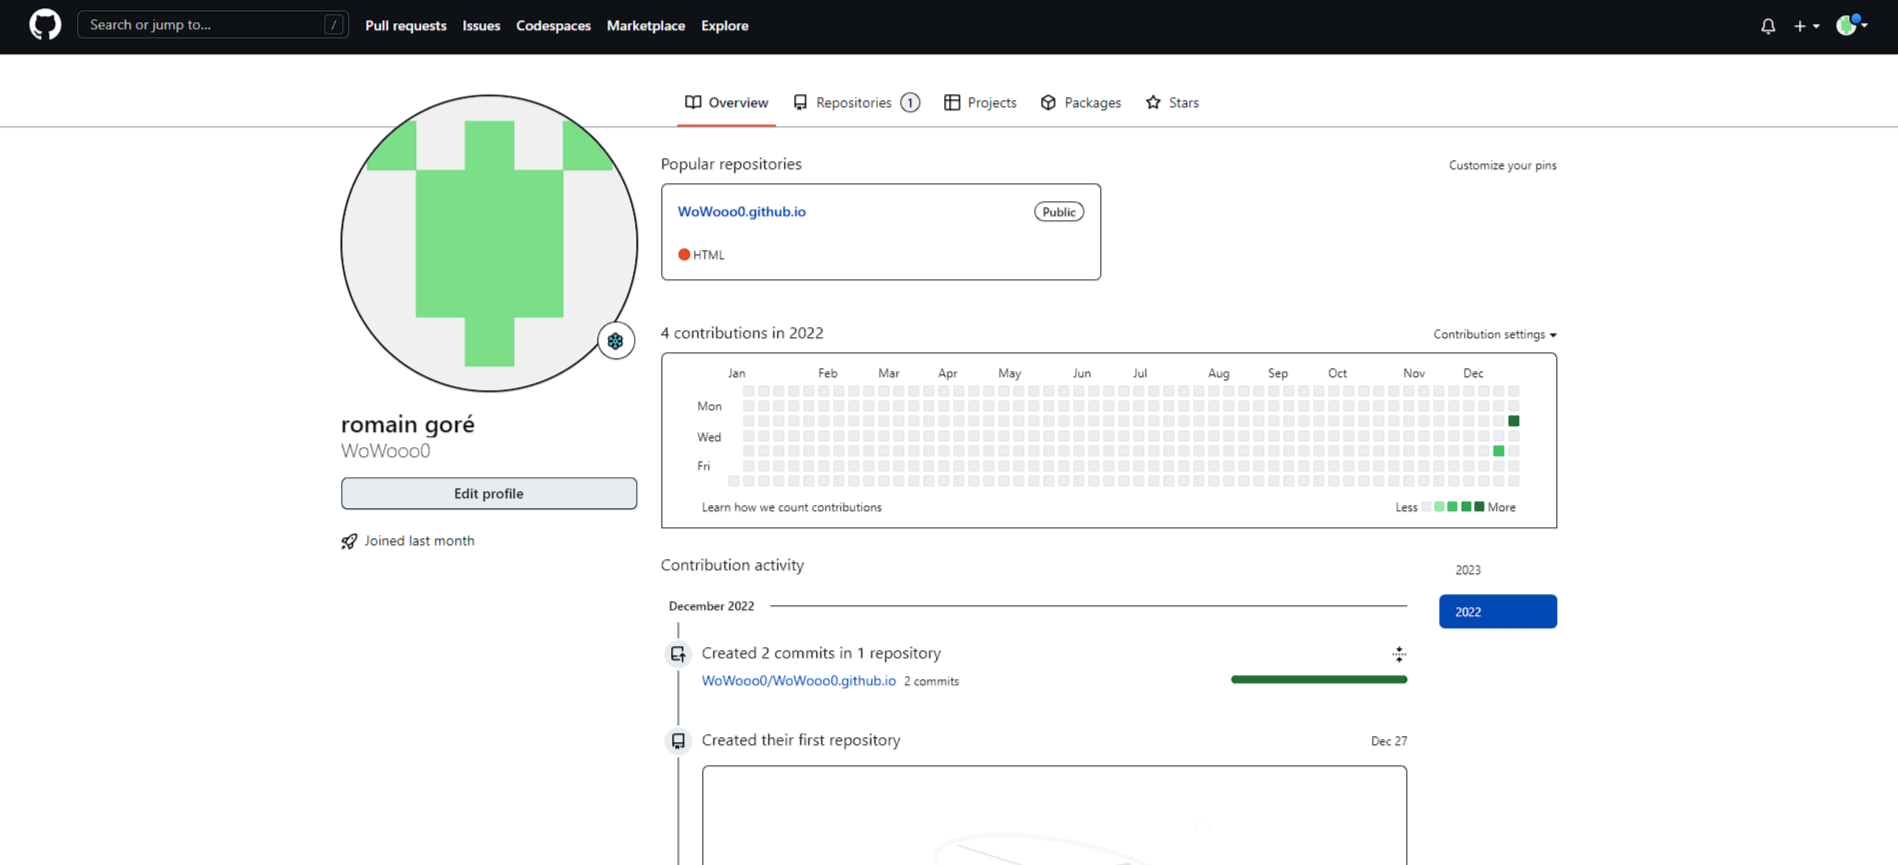 Search or jump to... / Pull requests Issues Codespaces Marketplace Explore
Overview Repositories 1 Projects Packages Stars
Popular repositories Customize your pins
WoWooo0.github.io Public
HTML
romain goré
WoWooo0
Edit profile
Joined last month
4 contributions in 2022 Contribution settings
Jan Feb Mar Apr May Jun Jul Aug Sep Oct Nov Dec
Mon
Wed
Fri
Learn how we count contributions Less More
Contribution activity
2023
2022
December 2022
Created 2 commits in 1 repository
WoWooo0/WoWooo0.github.io 2 commits
Created their first repository Dec 27